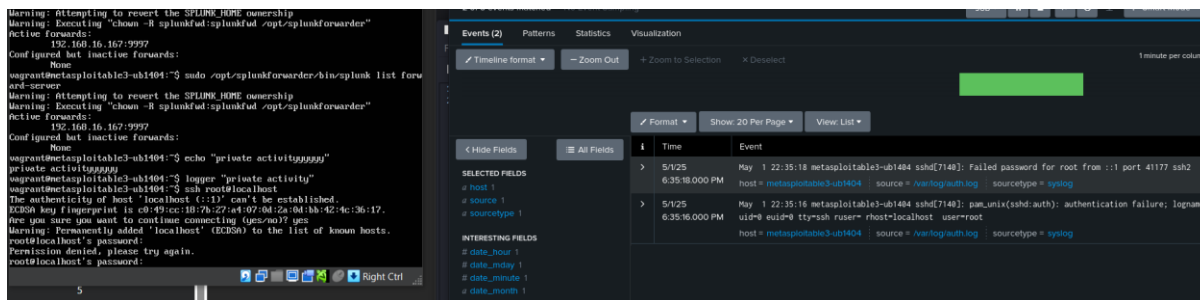 Warning: Attempting to revert the SPLUNK_HOME ownership
Warning: Executing "chown -R splunkfwd:splunkfwd /opt/splunkforwarder"
Active forwards:
192.168.16.167:9997
Configured but inactive forwards:
None
vagrant@metasploitable3-ub1404:~$ sudo /opt/splunkforwarder/bin/splunk list forw
ard-server
Warning: Attempting to revert the SPLUNK_HOME ownership
Warning: Executing "chown -R splunkfwd:splunkfwd /opt/splunkforwarder"
Active forwards:
192.168.16.167:9997
Configured but inactive forwards:
None
vagrant@metasploitable3-ub1404:~$ echo "private activityyyyyy"
private activityyyyyy
vagrant@metasploitable3-ub1404:~$ logger "private activity"
vagrant@metasploitable3-ub1404:~$ ssh root@localhost
The authenticity of host 'localhost (::1)' can't be established.
ECDSA key fingerprint is c0:49:cc:18:7b:27:a4:07:0d:2a:0d:bb:42:4c:36:17.
Are you sure you want to continue connecting (yes/no)? yes
Warning: Permanently added 'localhost' (ECDSA) to the list of known hosts.
root@localhost's password:
Permission denied, please try again.
root@localhost's password:
Right Ctrl
5
Events (2) Patterns Statistics Visualization
Timeline format – Zoom Out + Zoom to Selection × Deselect
1 minute per colum
Format Show: 20 Per Page View: List
< Hide Fields All Fields
SELECTED FIELDS
a host 1
a source 1
a sourcetype 1
INTERESTING FIELDS
# date_hour 1
# date_mday 1
# date_minute 1
a date_month 1
i Time Event
> 5/1/25
6:35:18.000 PM
May 1 22:35:18 metasploitable3-ub1404 sshd[7140]: Failed password for root from ::1 port 41177 ssh2
host = metasploitable3-ub1404 source = /var/log/auth.log sourcetype = syslog
> 5/1/25
6:35:16.000 PM
May 1 22:35:16 metasploitable3-ub1404 sshd[7140]: pam_unix(sshd:auth): authentication failure; lognam
uid=0 euid=0 tty=ssh ruser= rhost=localhost user=root
host = metasploitable3-ub1404 source = /var/log/auth.log sourcetype = syslog